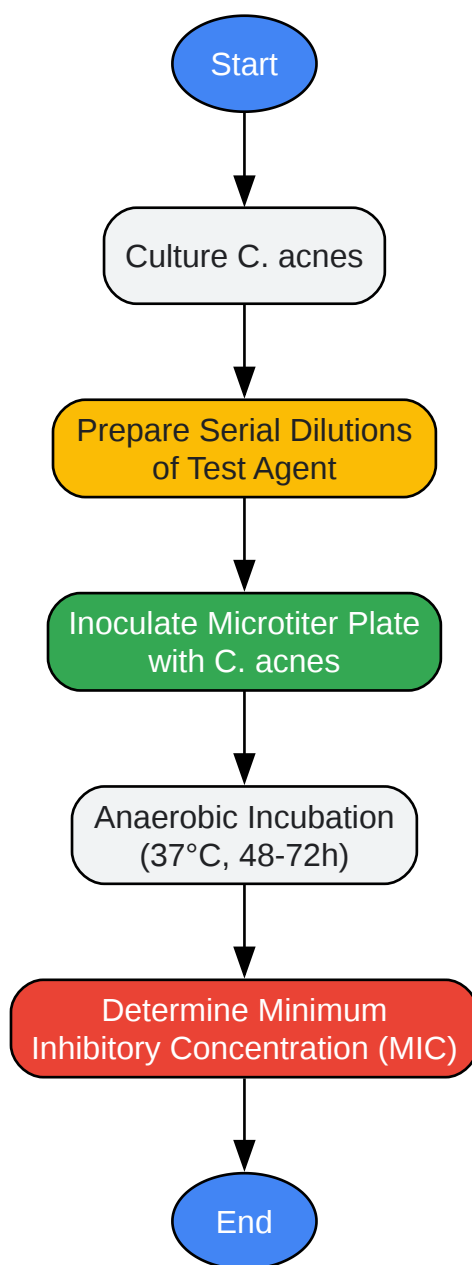 Start
Culture C. acnes
Prepare Serial Dilutions
of Test Agent
Inoculate Microtiter Plate
with C. acnes
Anaerobic Incubation
(37°C, 48-72h)
Determine Minimum
Inhibitory Concentration (MIC)
End